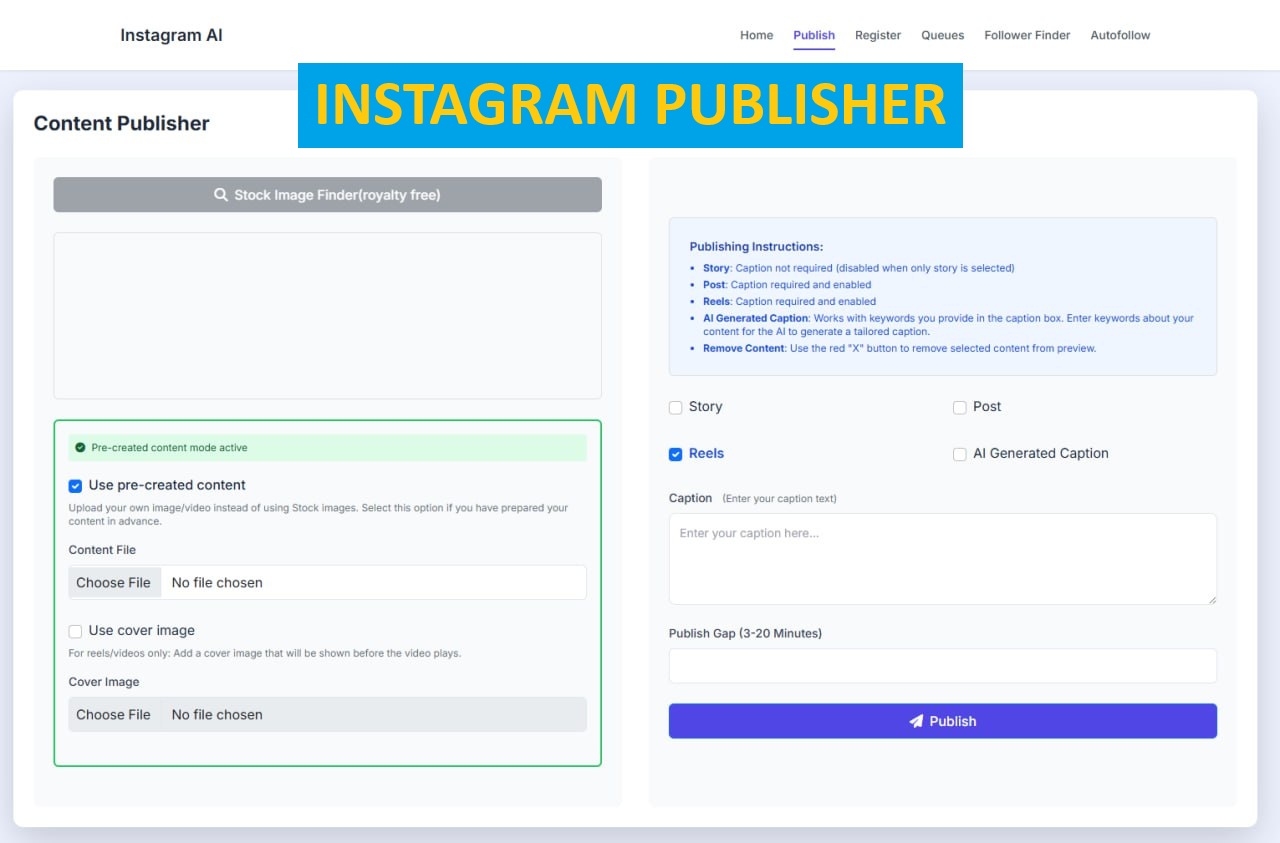 Instagram AI
Home Publish Register Queues Follower Finder Autofollow
INSTAGRAM PUBLISHER
Content Publisher
Stock Image Finder(royalty free)
Pre-created content mode active
Use pre-created content
Upload your own image/video instead of using Stock images. Select this option if you have prepared your
content in advance.
Content File
Choose File No file chosen
Use cover image
For reels/videos only: Add a cover image that will be shown before the video plays.
Cover Image
Choose File No file chosen
Publishing Instructions:
• Story: Caption not required (disabled when only story is selected)
• Post: Caption required and enabled
• Reels: Caption required and enabled
• AI Generated Caption: Works with keywords you provide in the caption box. Enter keywords about your
content for the AI to generate a tailored caption.
• Remove Content: Use the red "X" button to remove selected content from preview.
Story Post
Reels AI Generated Caption
Caption (Enter your caption text)
Enter your caption here...
Publish Gap (3-20 Minutes)
Publish